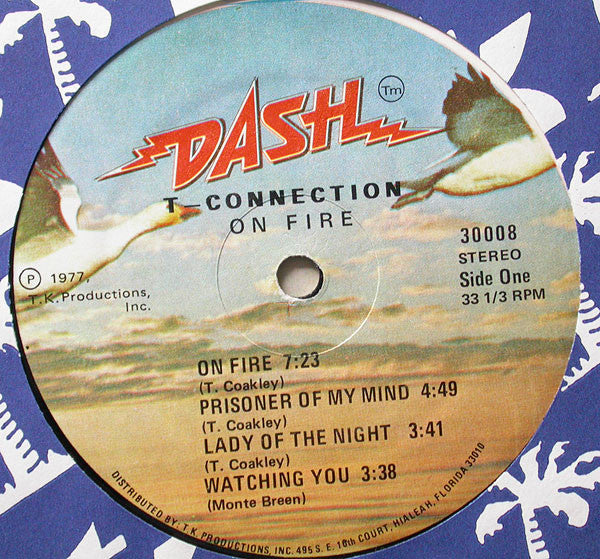 DASH Tm
T-CONNECTION
ON FIRE
30008
STEREO
Side One
33 1/3 RPM
℗ 1977,
T.K. Productions,
Inc.
ON FIRE 7:23
(T. Coakley)
PRISONER OF MY MIND 4:49
(T. Coakley)
LADY OF THE NIGHT 3:41
(T. Coakley)
WATCHING YOU 3:38
(Monte Breen)
DISTRIBUTED BY: T.K. PRODUCTIONS, INC. 495 S.E. 10th COURT, HIALEAH, FLORIDA 33010